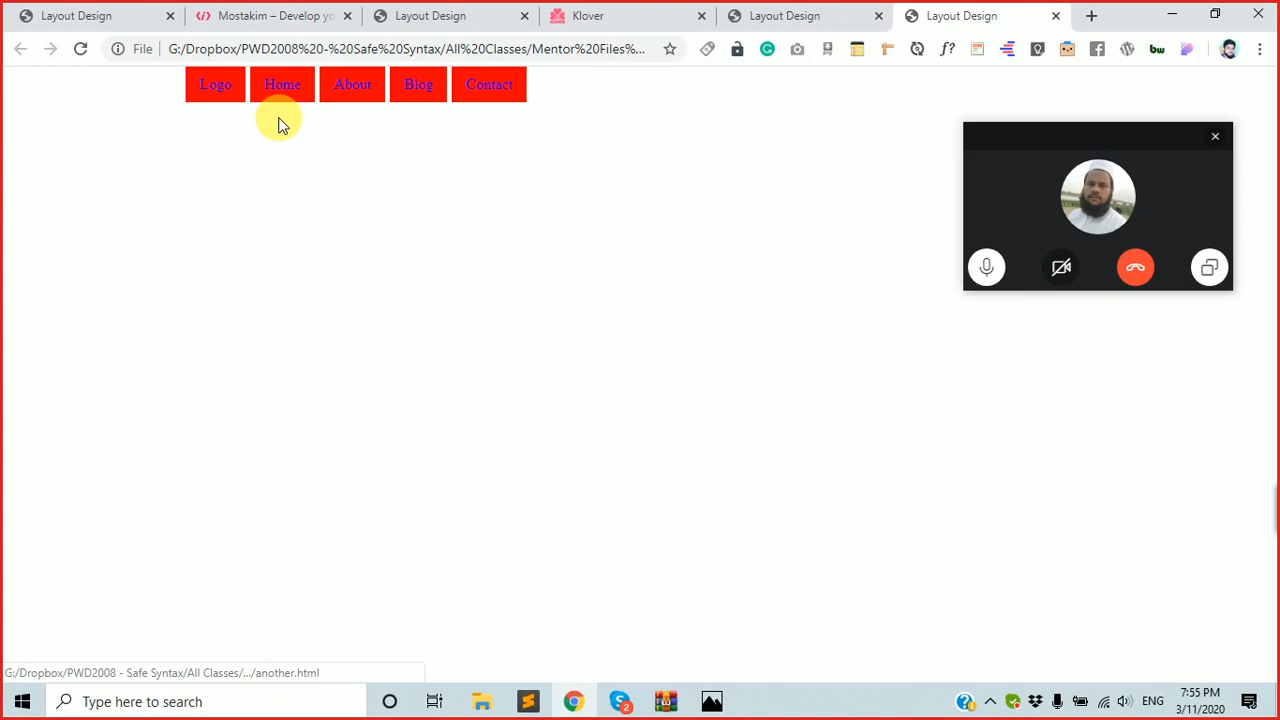 Layout Design
Mostakim – Develop yo
Layout Design
Klover
Layout Design
Layout Design
File
G:/Dropbox/PWD2008%20-%20Safe%20Syntax/All%20Classes/Mentor%20Files%...
f?
bw
Logo
Home
About
Blog
Contact
G:/Dropbox/PWD2008 - Safe Syntax/All Classes/.../another.html
Type here to search
2
ENG
7:55 PM
3/11/2020